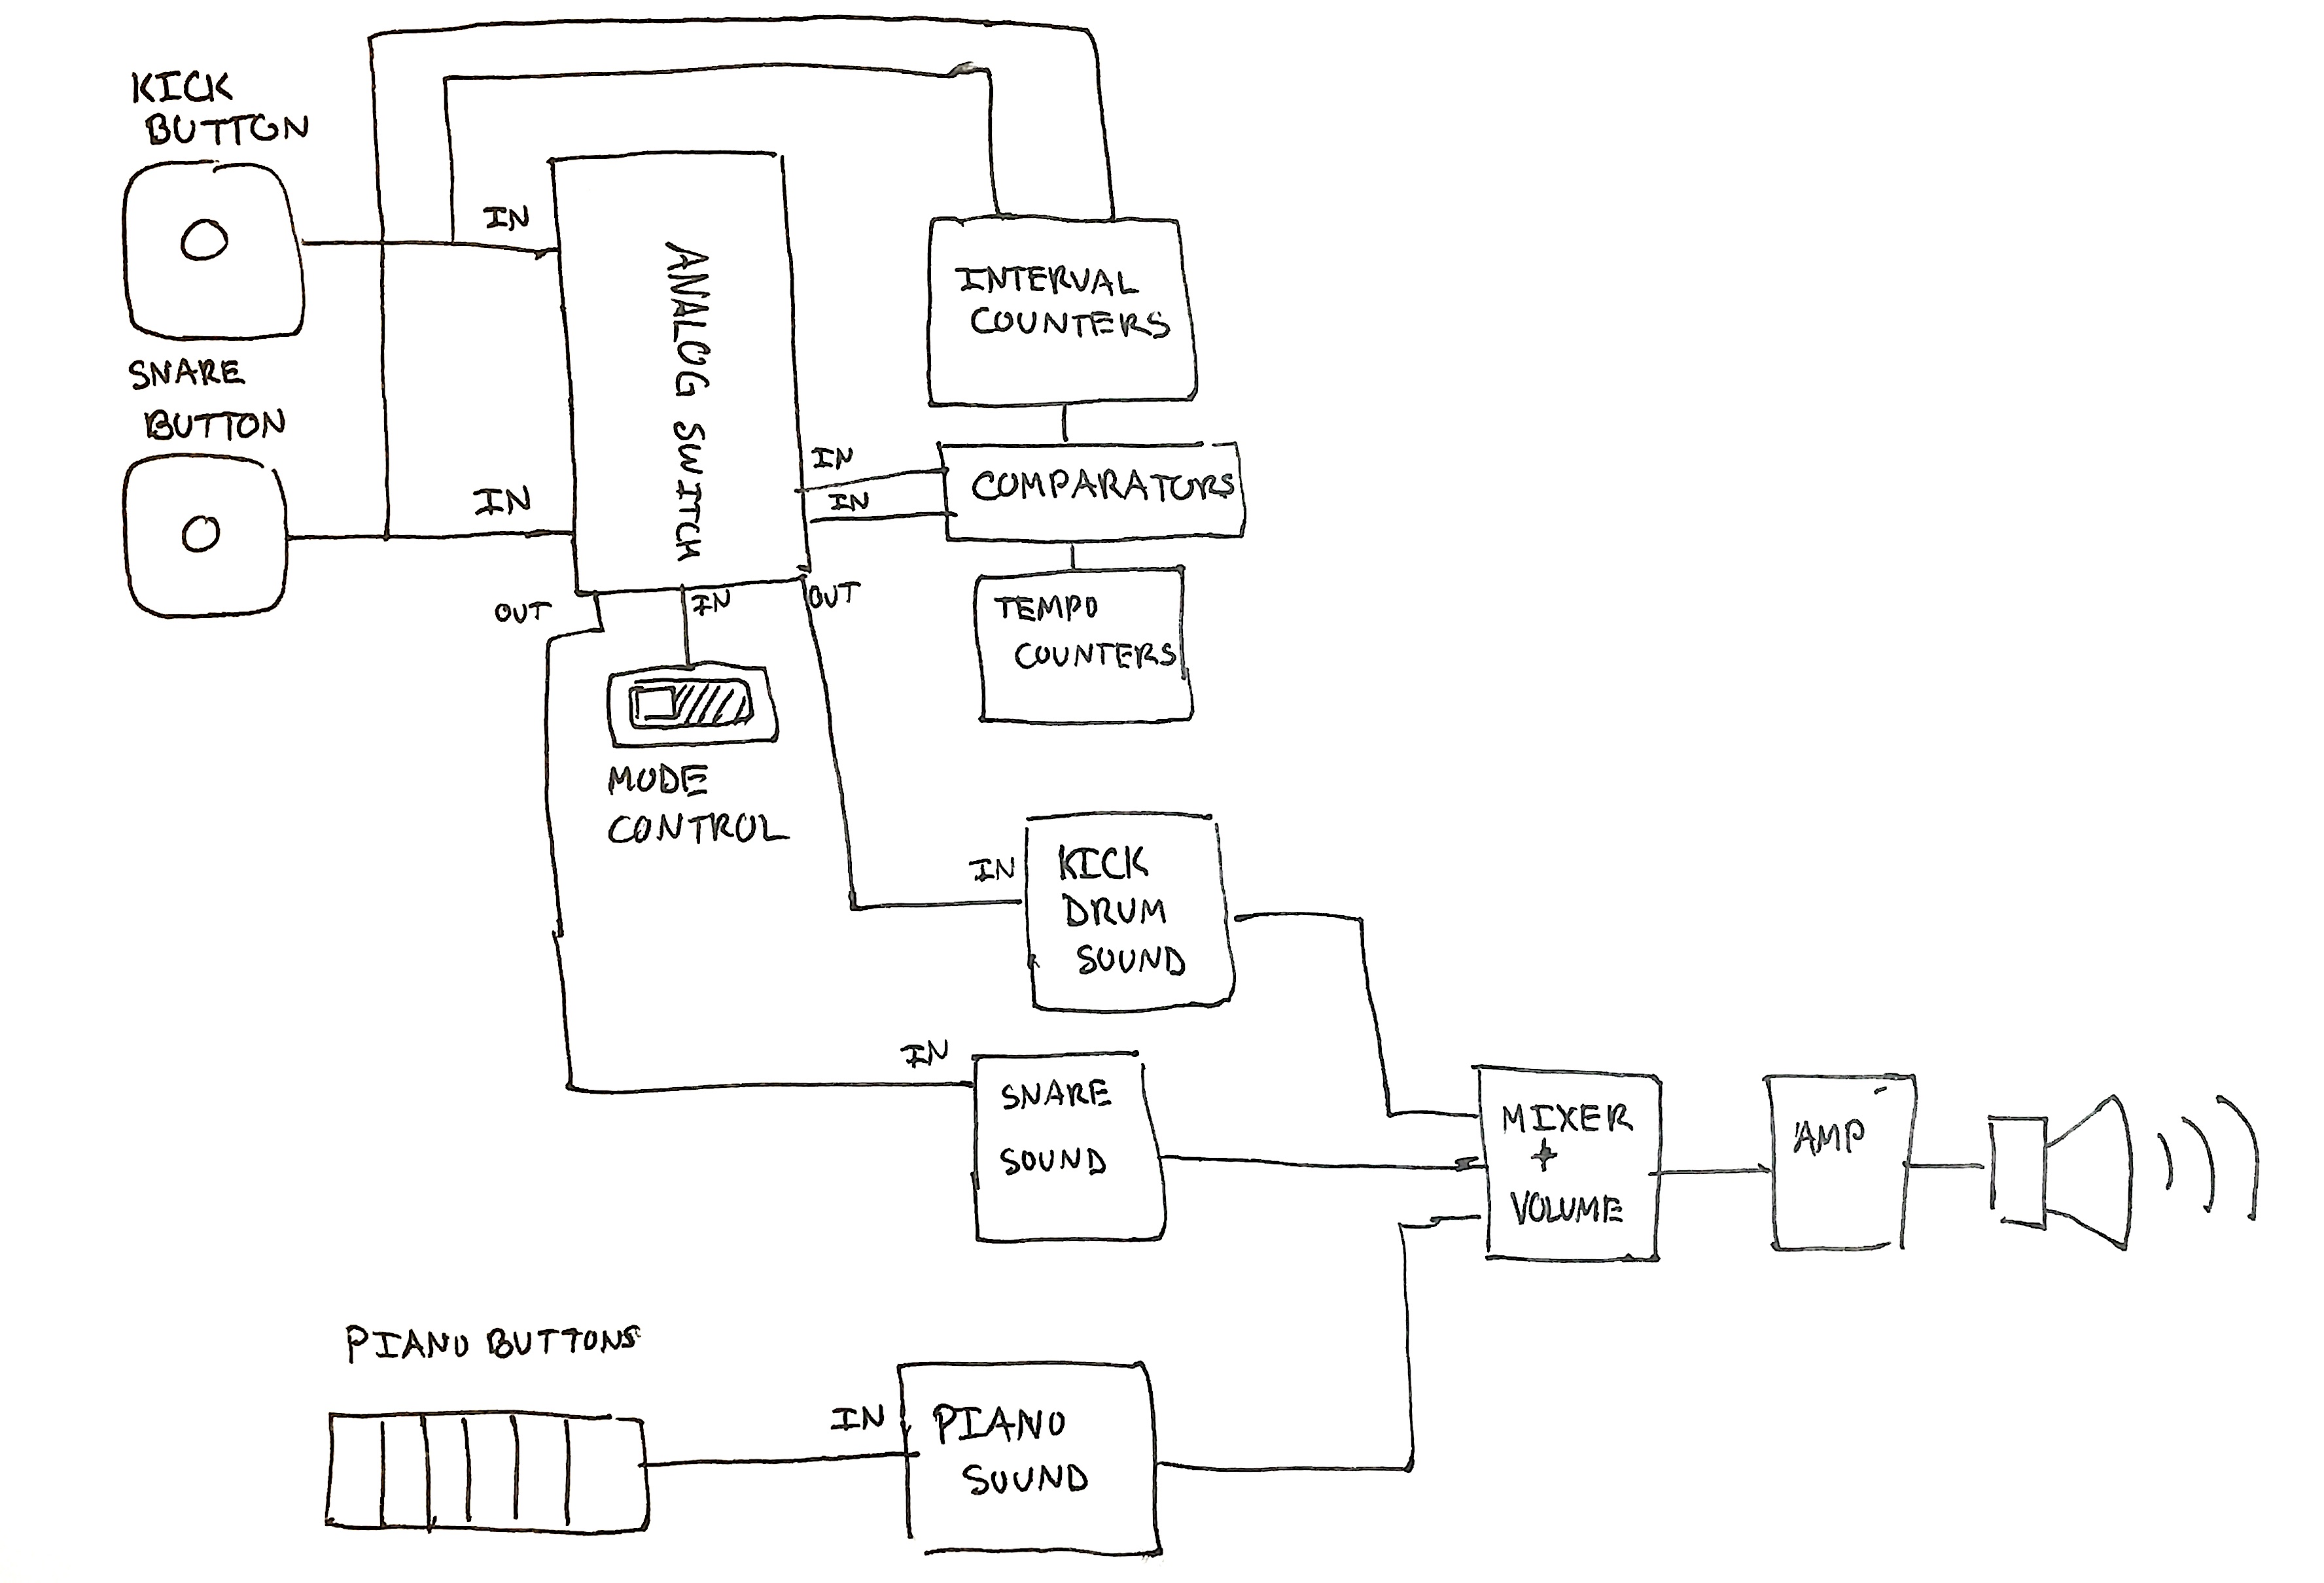 KICK
BUTTON
IN
ANALOG SWITCH
INTERVAL
COUNTERS
SNARE
BUTTON
IN
IN
IN
COMPARATORS
OUT
IN
OUT
TEMPO
COUNTERS
MODE
CONTROL
IN
KICK
DRUM
SOUND
IN
SNARE
SOUND
MIXER
+
VOLUME
AMP
PIANO BUTTONS
IN
PIANO
SOUND